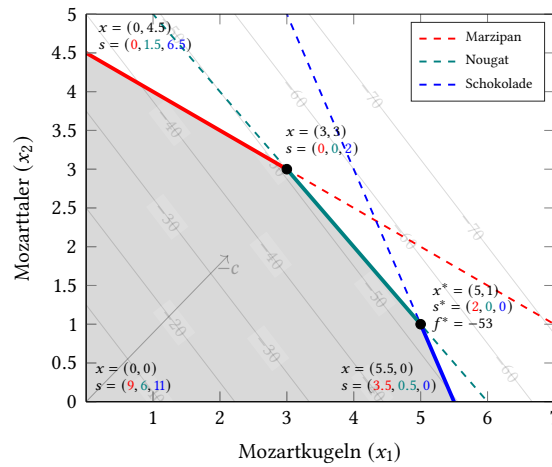 x = (0, 4.5)
s = (0, 1.5, 6.5)
Marzipan
Nougat
Schokolade
x = (3, 3)
s = (0, 0, 2)
x* = (5, 1)
s* = (2, 0, 0)
f* = −53
x = (0, 0)
s = (9, 6, 11)
x = (5.5, 0)
s = (3.5, 0.5, 0)
−c
−20
−30
−30
−30
−40
−40
−50
−50
−60
−60
−60
−70
−70
5
4.5
4
3.5
3
2.5
2
1.5
1
0.5
0
1
2
3
4
5
6
7
Mozarttaler (x₂)
Mozartkugeln (x₁)